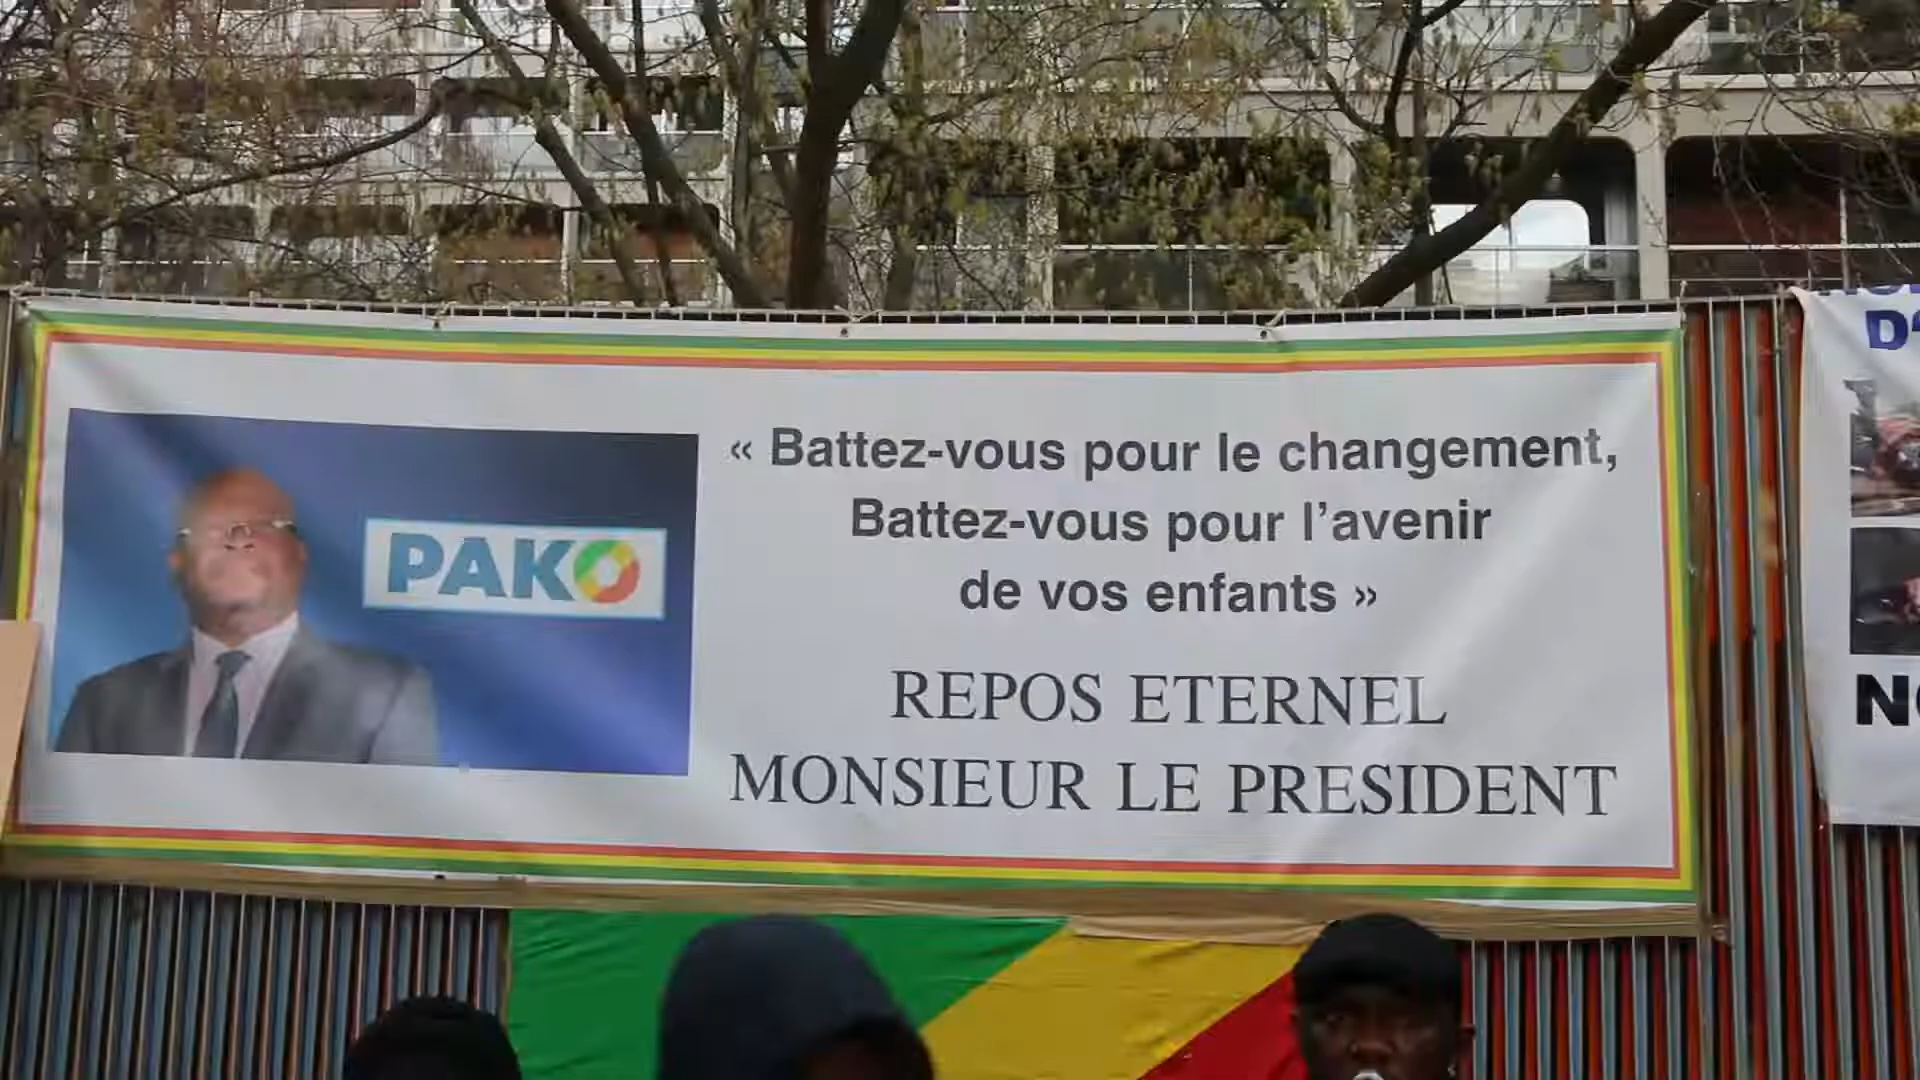 PAKO
« Battez-vous pour le changement,
Battez-vous pour l’avenir
de vos enfants »
REPOS ETERNEL
MONSIEUR LE PRESIDENT